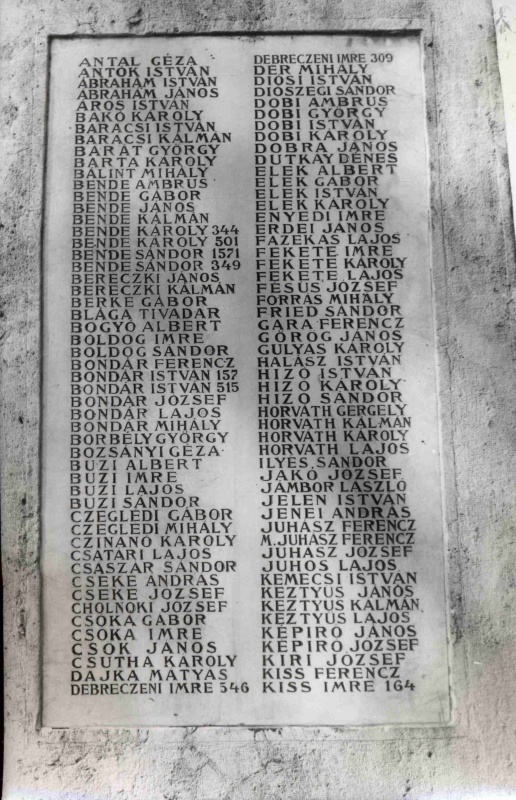 ANTAL GÉZA
ANTÓK ISTVÁN
ÁBRAHÁM ISTVÁN
ÁBRAHÁM JÁNOS
ÁROS ISTVÁN
BAKÓ KÁROLY
BARACSI ISTVÁN
BARACSI KÁLMÁN
BARÁT GYÖRGY
BARTA KÁROLY
BÁLINT MIHÁLY
BENDE AMBRUS
BENDE GÁBOR
BENDE JÁNOS
BENDE KÁLMÁN
BENDE KÁROLY 344
BENDE KÁROLY 501
BENDE SÁNDOR 1571
BENDE SÁNDOR 349
BERECZKI JÁNOS
BERECZKI KÁLMÁN
BERKE GÁBOR
BLAGA TIVADAR
BOGYÓ ALBERT
BOLDOG IMRE
BOLDOG SÁNDOR
BONDÁR FERENCZ
BONDÁR ISTVÁN 157
BONDÁR ISTVÁN 515
BONDÁR JÓZSEF
BONDÁR LAJOS
BONDÁR MIHÁLY
BORBÉLY GYÖRGY
BOZSÁNYI GÉZA
BUZI ALBERT
BUZI IMRE
BUZI LAJOS
BUZI SÁNDOR
CZEGLÉDI GÁBOR
CZEGLÉDI MIHÁLY
CZINANÓ KÁROLY
CSATÁRI LAJOS
CSÁSZÁR SÁNDOR
CSEKE ANDRÁS
CSEKE JÓZSEF
CHOLNOKI JÓZSEF
CSÓKA GÁBOR
CSÓKA IMRE
CSÓK JÁNOS
CSUTHA KÁROLY
DAJKA MÁTYÁS
DEBRECZENI IMRE 346
DEBRECZENI IMRE 309
DÉR MIHÁLY
DIÓSI ISTVÁN
DIÓSZEGI SÁNDOR
DOBI AMBRUS
DOBI GYÖRGY
DOBI ISTVÁN
DOBI KÁROLY
DOBRA JÁNOS
DUTKAY DÉNES
ELEK ALBERT
ELEK GÁBOR
ELEK ISTVÁN
ELEK KÁROLY
ENYEDI IMRE
ERDEI JÁNOS
FAZEKAS LAJOS
FEKETE IMRE
FEKETE KÁROLY
FEKETE LAJOS
FÉSÜS JÓZSEF
FORRÁS MIHÁLY
FRIED SÁNDOR
GARA FERENCZ
GÖRÖG JÁNOS
GULYÁS KÁROLY
HALÁSZ ISTVÁN
HIZÓ ISTVÁN
HIZÓ KÁROLY
HIZÓ SÁNDOR
HORVÁTH GERGELY
HORVÁTH KÁLMÁN
HORVÁTH KÁROLY
HORVÁTH LAJOS
ILYÉS SÁNDOR
JAKÓ JÓZSEF
JÁMBOR LÁSZLÓ
JELEN ISTVÁN
JENEI ANDRÁS
JUHÁSZ FERENCZ
M. JUHÁSZ FERENCZ
JUHÁSZ JÓZSEF
JUHOS LAJOS
KEMECSI ISTVÁN
KEZTYÜS JÁNOS
KEZTYÜS KÁLMÁN
KEZTYÜS LAJOS
KÉPIRÓ JÁNOS
KÉPIRÓ JÓZSEF
KIRI JÓZSEF
KISS FERENCZ
KISS IMRE 164